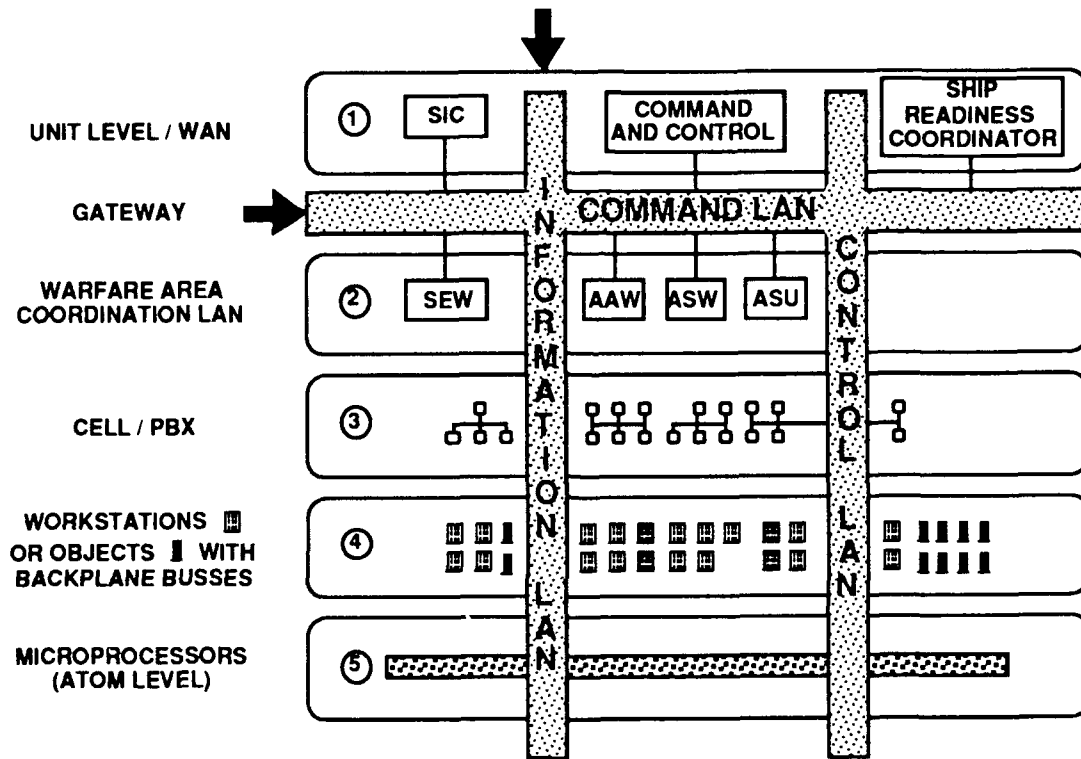 UNIT LEVEL / WAN
1
SIC
COMMAND
AND CONTROL
SHIP
READINESS
COORDINATOR
GATEWAY
COMMAND LAN
INFORMATION LAN
CONTROL LAN
WARFARE AREA
COORDINATION LAN
2
SEW
AAW
ASW
ASU
CELL / PBX
3
WORKSTATIONS
OR OBJECTS WITH
BACKPLANE BUSSES
4
MICROPROCESSORS
(ATOM LEVEL)
5